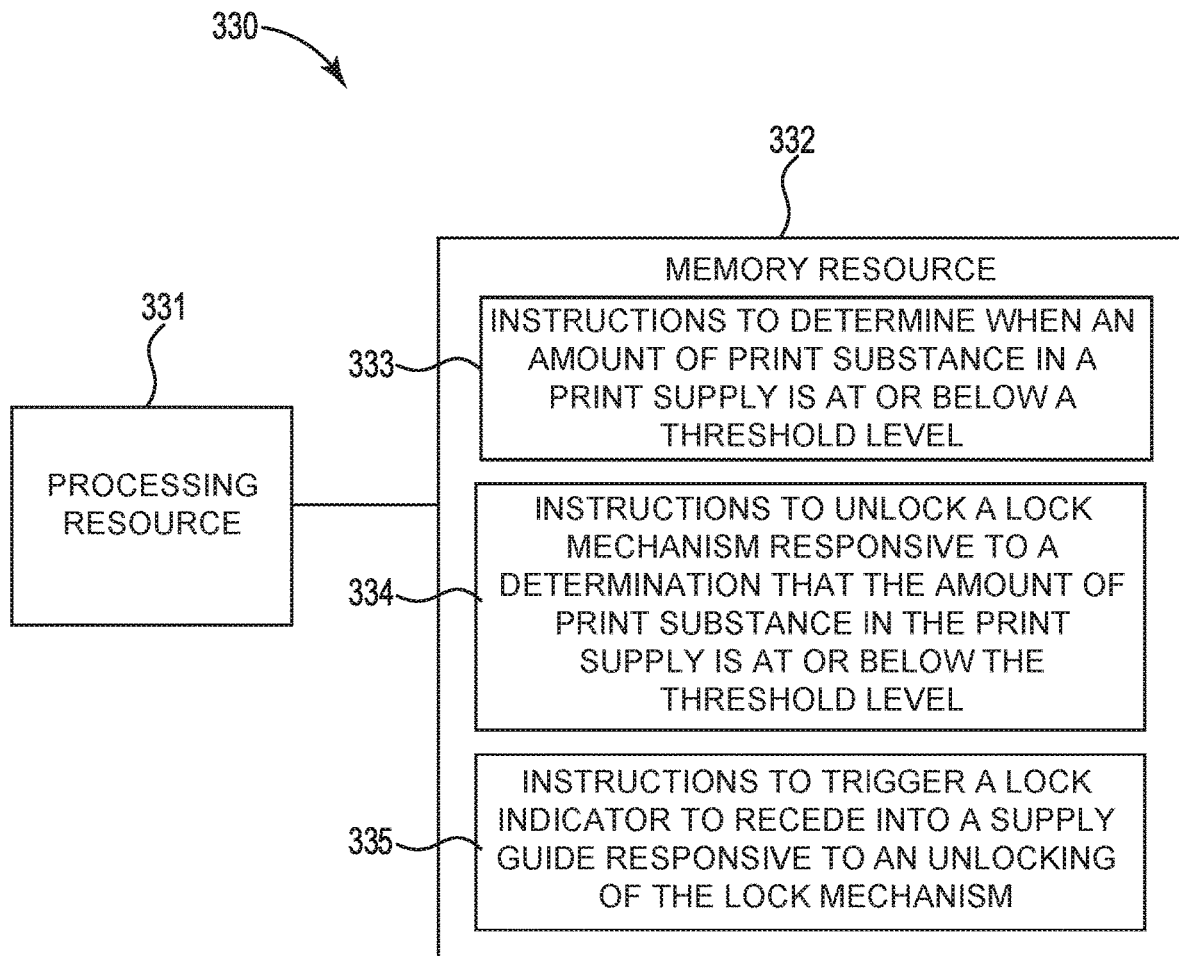 330
332
MEMORY RESOURCE
331
PROCESSING
RESOURCE
333
INSTRUCTIONS TO DETERMINE WHEN AN
AMOUNT OF PRINT SUBSTANCE IN A
PRINT SUPPLY IS AT OR BELOW A
THRESHOLD LEVEL
334
INSTRUCTIONS TO UNLOCK A LOCK
MECHANISM RESPONSIVE TO A
DETERMINATION THAT THE AMOUNT OF
PRINT SUBSTANCE IN THE PRINT
SUPPLY IS AT OR BELOW THE
THRESHOLD LEVEL
335
INSTRUCTIONS TO TRIGGER A LOCK
INDICATOR TO RECEDE INTO A SUPPLY
GUIDE RESPONSIVE TO AN UNLOCKING
OF THE LOCK MECHANISM